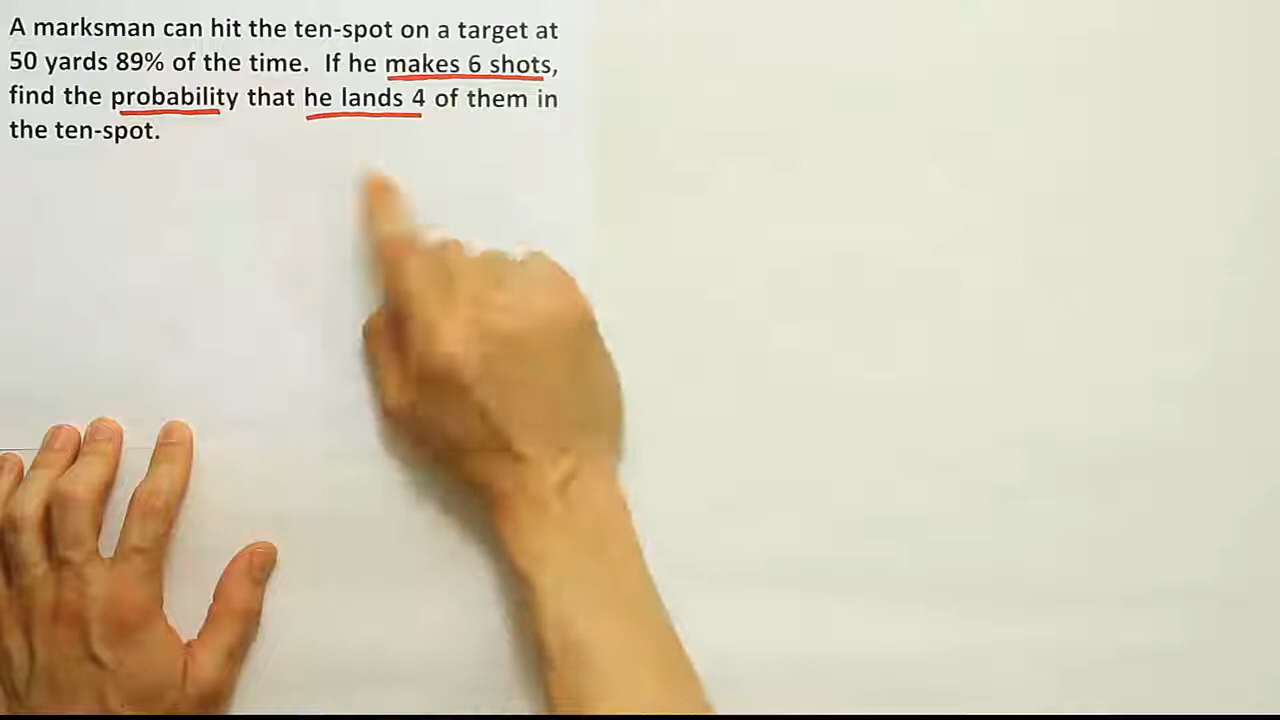 A marksman can hit the ten-spot on a target at
50 yards 89% of the time. If he makes 6 shots,
find the probability that he lands 4 of them in
the ten-spot.